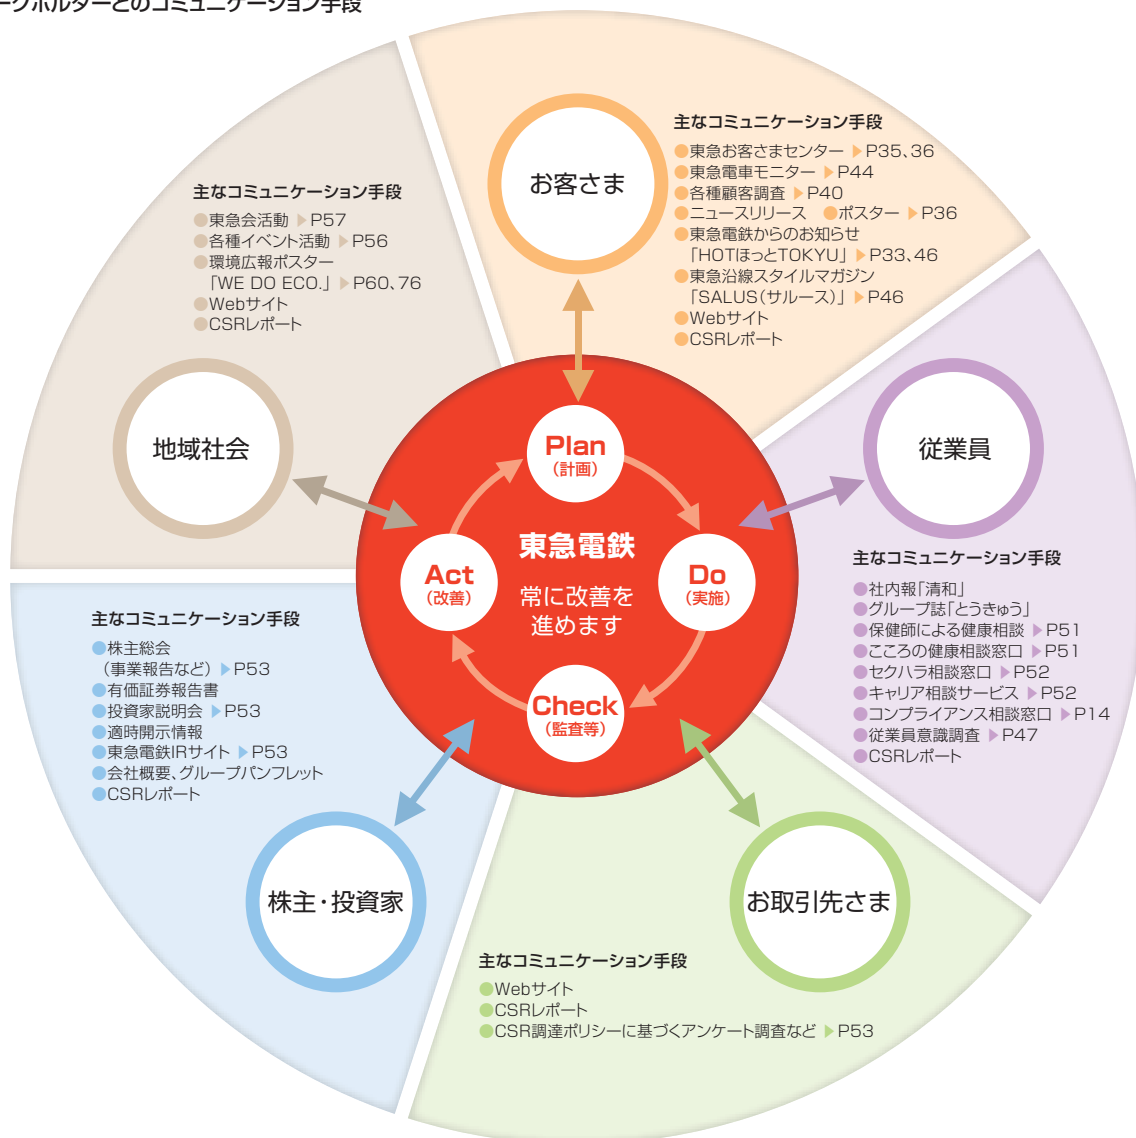 ークホルダーとのコミュニケーション手段
お客さま
主なコミュニケーション手段
●東急お客さまセンター ▶P35、36
●東急電車モニター ▶P44
●各種顧客調査 ▶P40
●ニュースリリース ●ポスター ▶P36
●東急電鉄からのお知らせ
「HOTほっとTOKYU」 ▶P33、46
●東急沿線スタイルマガジン
「SALUS(サルース)」 ▶P46
●Webサイト
●CSRレポート
従業員
主なコミュニケーション手段
●社内報「清和」
●グループ誌「とうきゅう」
●保健師による健康相談 ▶P51
●こころの健康相談窓口 ▶P51
●セクハラ相談窓口 ▶P52
●キャリア相談サービス ▶P52
●コンプライアンス相談窓口 ▶P14
●従業員意識調査 ▶P47
●CSRレポート
お取引先さま
主なコミュニケーション手段
●Webサイト
●CSRレポート
●CSR調達ポリシーに基づくアンケート調査など ▶P53
株主・投資家
主なコミュニケーション手段
●株主総会
(事業報告など) ▶P53
●有価証券報告書
●投資家説明会 ▶P53
●適時開示情報
●東急電鉄IRサイト ▶P53
●会社概要、グループパンフレット
●CSRレポート
地域社会
主なコミュニケーション手段
●東急会活動 ▶P57
●各種イベント活動 ▶P56
●環境広報ポスター
「WE DO ECO.」 ▶P60、76
●Webサイト
●CSRレポート
Plan
(計画)
Do
(実施)
Check
(監査等)
Act
(改善)
東急電鉄
常に改善を
進めます